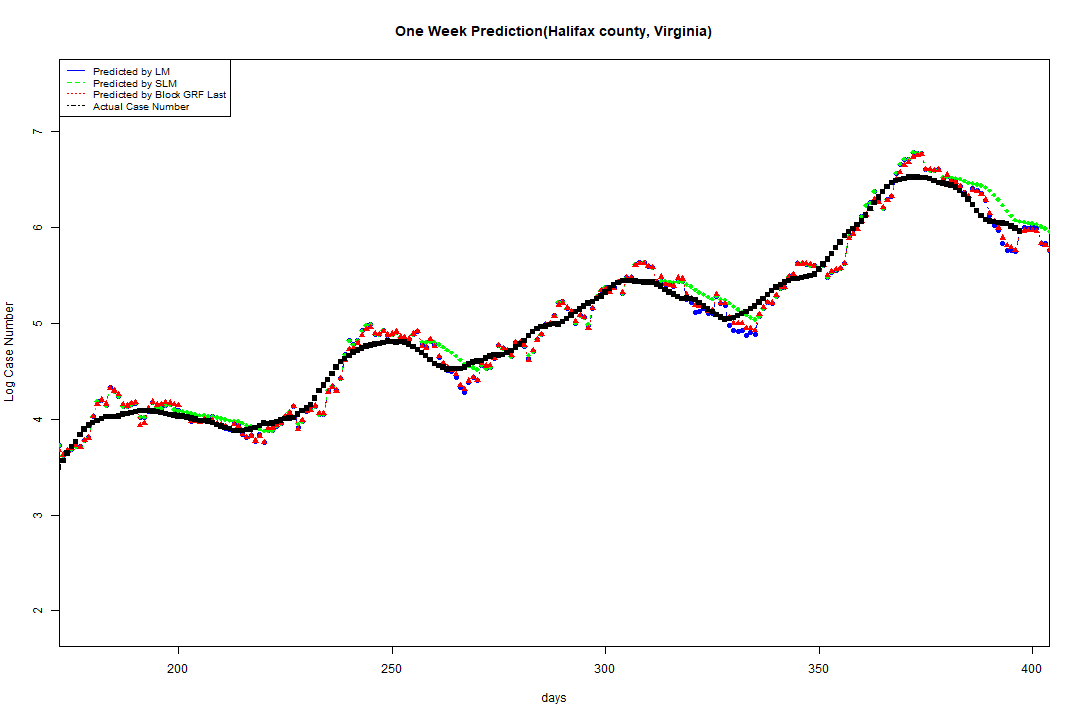 One Week Prediction(Halifax county, Virginia)
Predicted by LM
Predicted by SLM
Predicted by Block GRF Last
Actual Case Number
Log Case Number
7
6
5
4
3
2
200 250 300 350 400
days